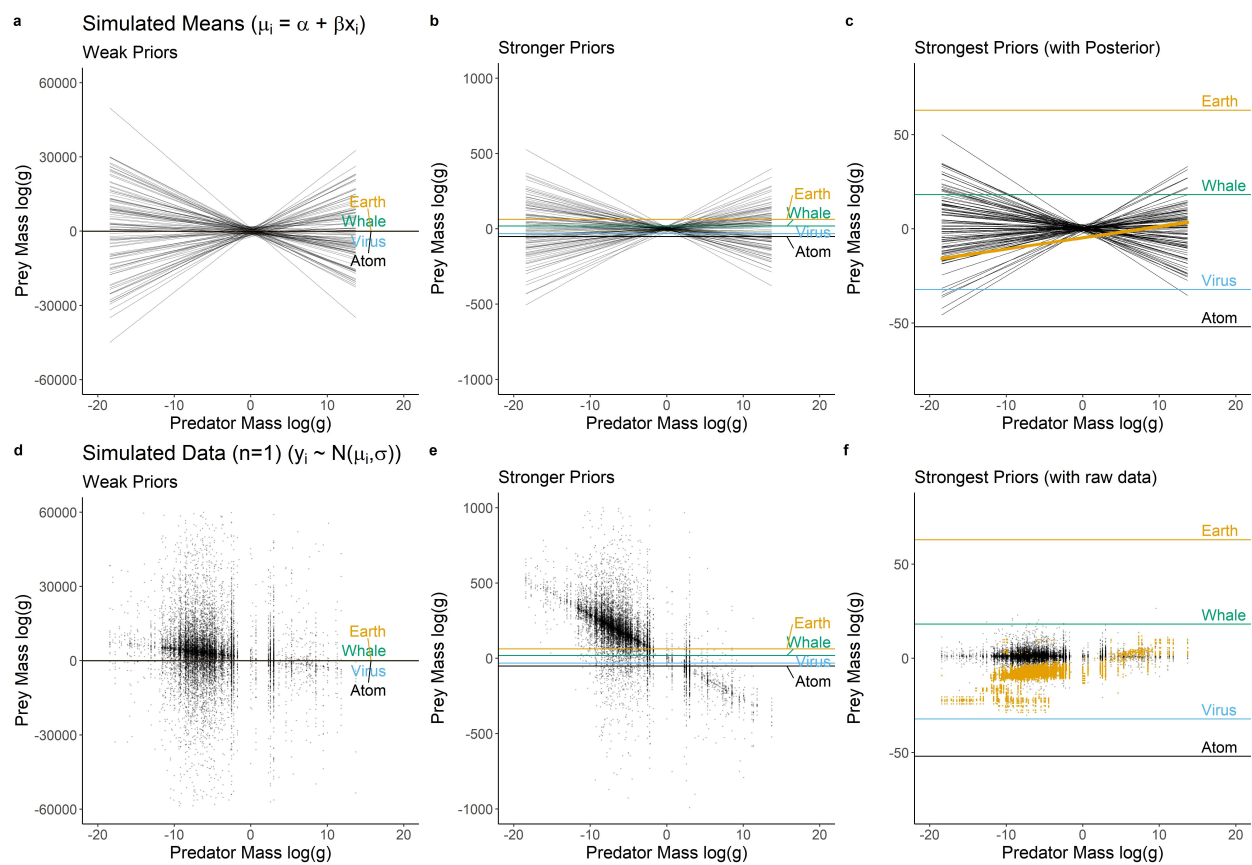 a
Simulated Means (μi = α + βxi)
Weak Priors
60000
30000
0
-30000
-60000
Prey Mass log(g)
Earth
Whale
Virus
Atom
-20
-10
0
10
20
Predator Mass log(g)
b
Stronger Priors
1000
500
0
-500
-1000
Prey Mass log(g)
Earth
Whale
Virus
Atom
-20
-10
0
10
20
Predator Mass log(g)
c
Strongest Priors (with Posterior)
50
0
-50
Prey Mass log(g)
Earth
Whale
Virus
Atom
-20
-10
0
10
20
Predator Mass log(g)
d
Simulated Data (n=1) (yi ~ N(μi,σ))
Weak Priors
60000
30000
0
-30000
-60000
Prey Mass log(g)
Earth
Whale
Virus
Atom
-20
-10
0
10
20
Predator Mass log(g)
e
Stronger Priors
1000
500
0
-500
-1000
Prey Mass log(g)
Earth
Whale
Virus
Atom
-20
-10
0
10
20
Predator Mass log(g)
f
Strongest Priors (with raw data)
50
0
-50
Prey Mass log(g)
Earth
Whale
Virus
Atom
-20
-10
0
10
20
Predator Mass log(g)